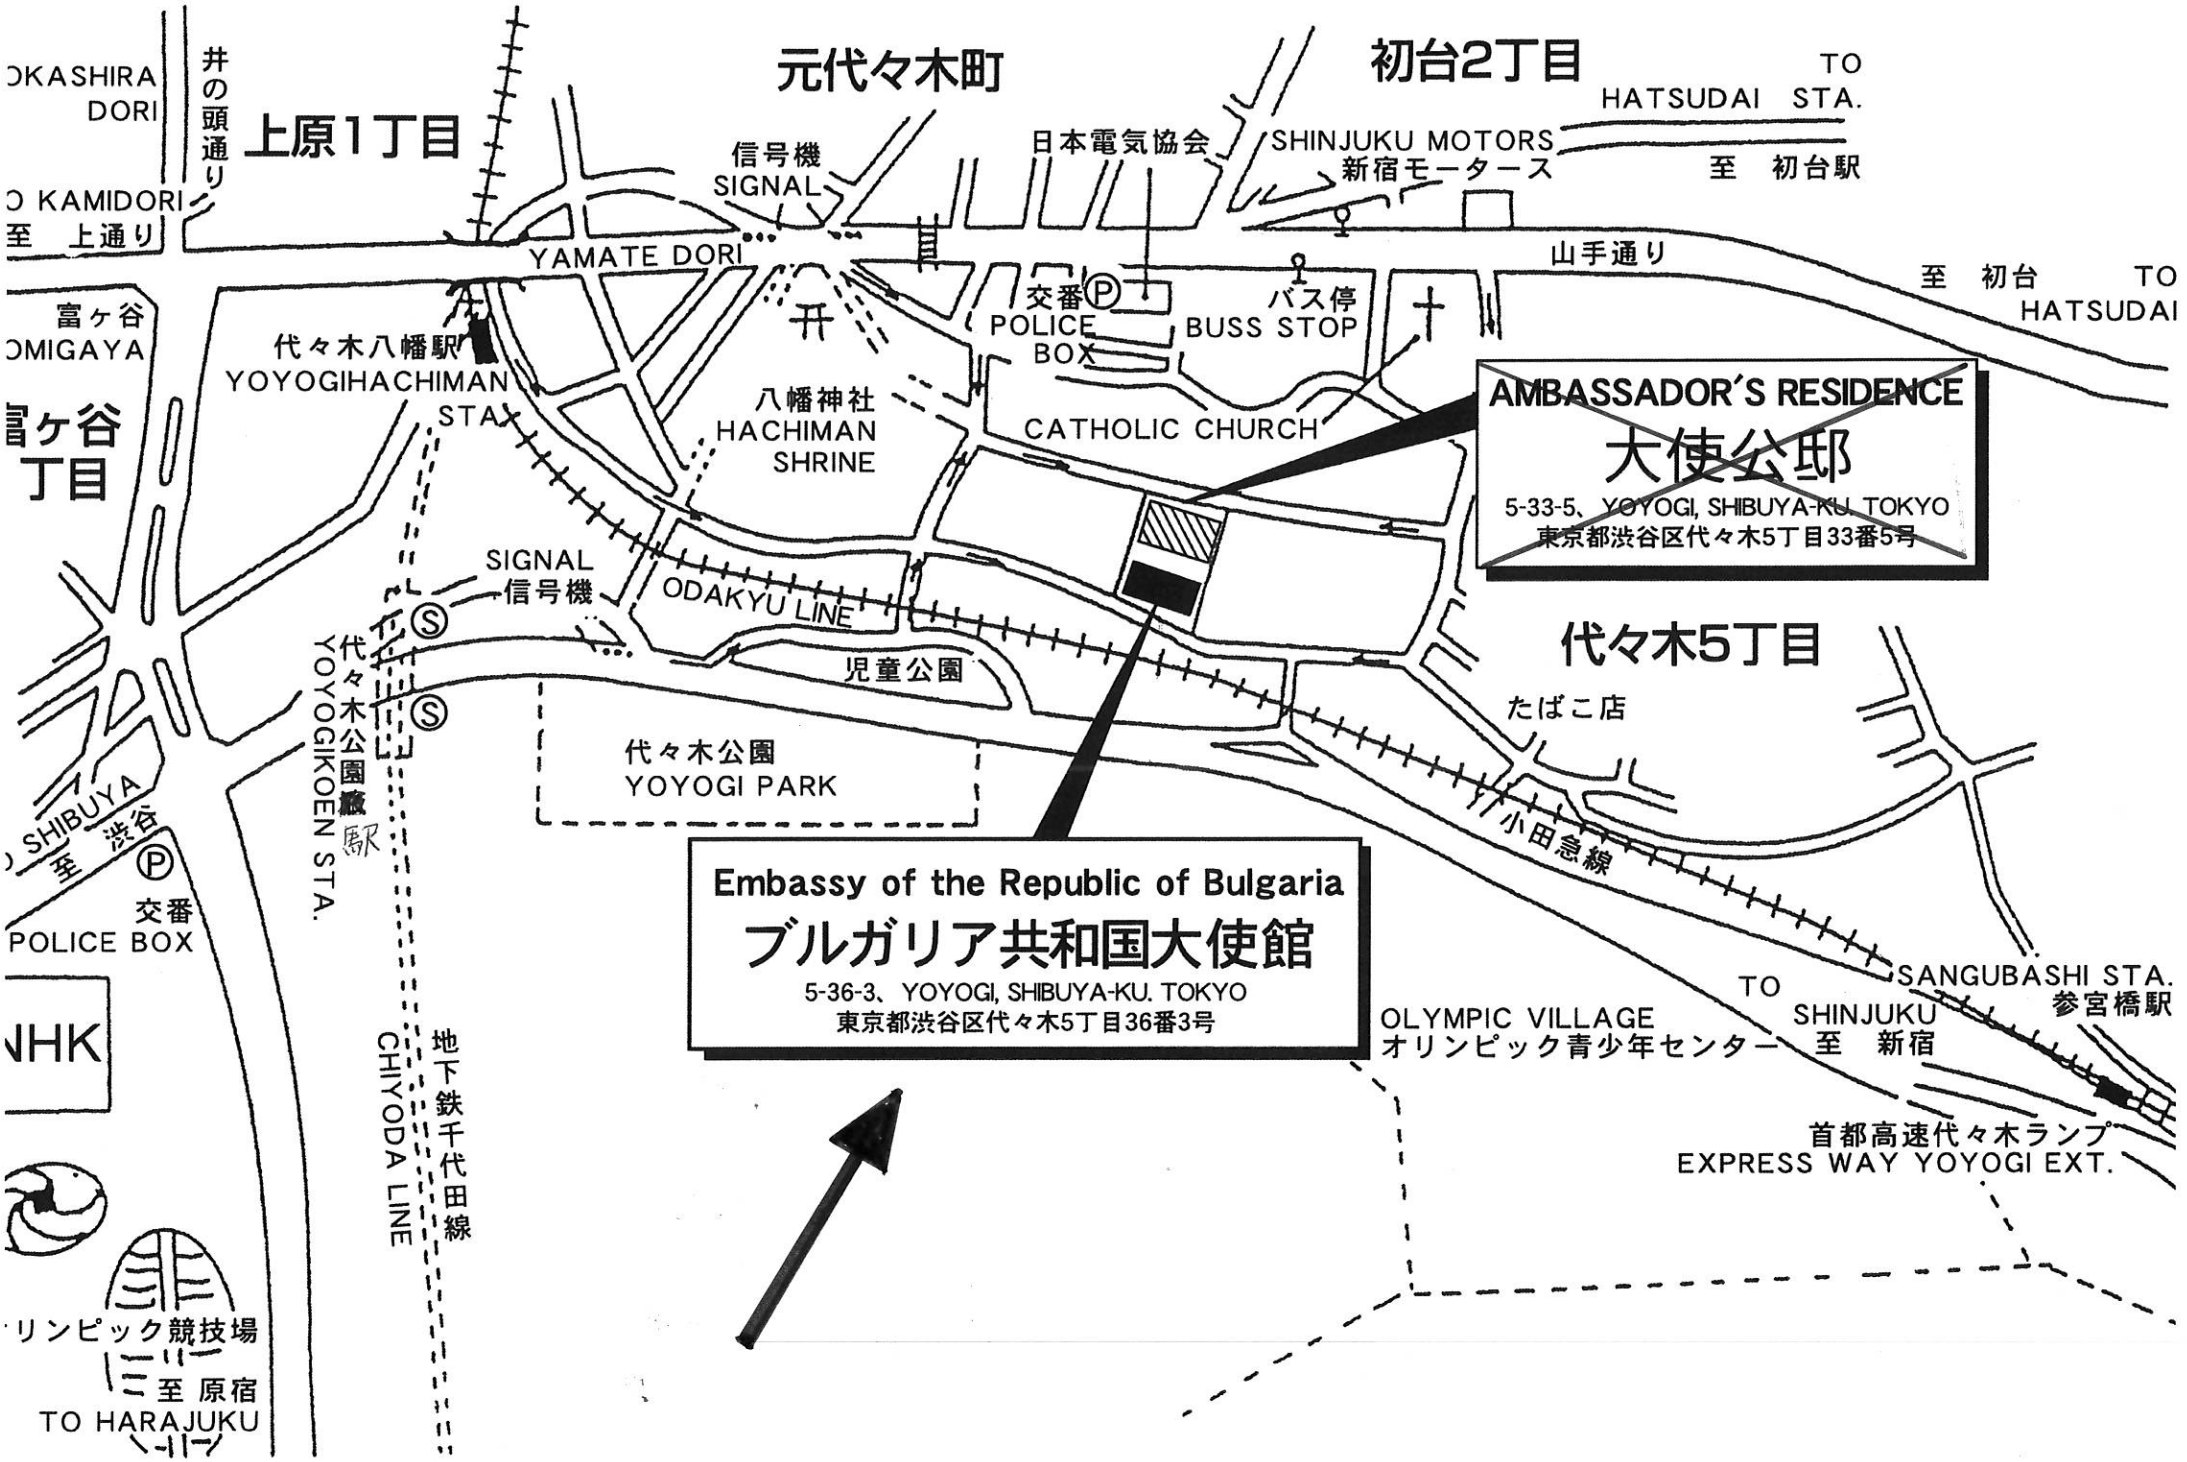 OKASHIRA
DORI
井の頭通り
上原1丁目
元代々木町
初台2丁目
TO
HATSUDAI STA.
至 初台駅
信号機
SIGNAL
日本電気協会
SHINJUKU MOTORS
新宿モータース
O KAMIDORI
至 上通り
YAMATE DORI
山手通り
至 初台 TO
HATSUDAI
富ヶ谷
OMIGAYA
代々木八幡駅
YOYOGIHACHIMAN
STA.
交番
P
POLICE
BOX
バス停
BUSS STOP
富ヶ谷
丁目
八幡神社
HACHIMAN
SHRINE
CATHOLIC CHURCH
AMBASSADOR'S RESIDENCE
大使公邸
5-33-5、YOYOGI, SHIBUYA-KU. TOKYO
東京都渋谷区代々木5丁目33番5号
SIGNAL
信号機
ODAKYU LINE
S
S
代々木公園
駅
YOYOGIKOEN STA.
児童公園
代々木5丁目
たばこ店
代々木公園
YOYOGI PARK
小田急線
O SHIBUYA
至 渋谷
P
交番
POLICE BOX
Embassy of the Republic of Bulgaria
ブルガリア共和国大使館
5-36-3、YOYOGI, SHIBUYA-KU. TOKYO
東京都渋谷区代々木5丁目36番3号
SANGUBASHI STA.
参宮橋駅
TO
SHINJUKU
至 新宿
OLYMPIC VILLAGE
オリンピック青少年センター
NHK
地下鉄千代田線
CHIYODA LINE
首都高速代々木ランプ
EXPRESS WAY YOYOGI EXT.
リンピック競技場
至 原宿
TO HARAJUKU